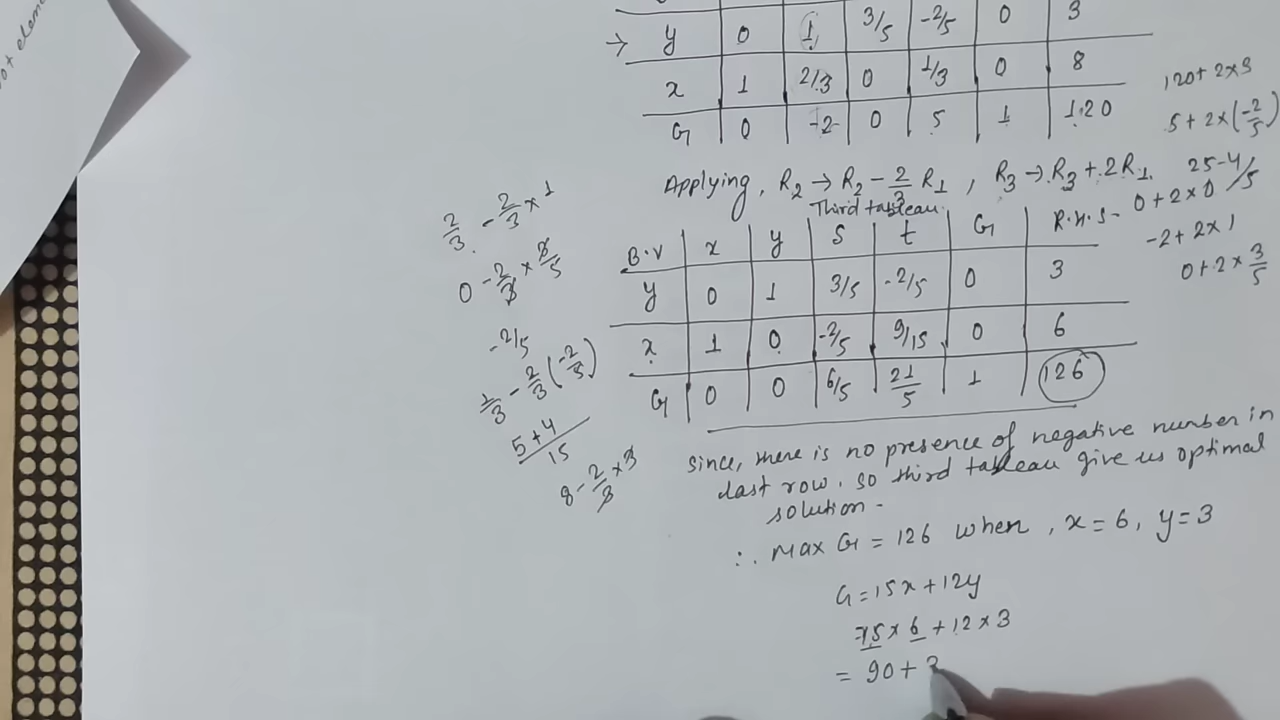 ot eleme
→ y 0 1 3/5 -2/5 0 3
x 1 2/3 0 1/3 0 8
G 0 -2 0 5 1 120
120+2×3
5+2×(-2/5)
25-4/5
0+2×0
-2+2×1
0+2×3/5
Applying, R2→R2-2/3 R1, R3→R3+2R1.
Third tableau.
2/3-2/3×1
0-2/3×3/5
-2/5
1/3-2/3(-2/5)
5+4/15
8-2/3×3
B.V x y S t G R.H.S-
y 0 1 3/5 -2/5 0 3
x 1 0 -2/5 9/15 0 6
G 0 0 6/5 21/5 1 126
since, there is no presence of negative number in
last row. so third tableau give us optimal
solution-
∴ Max G = 126 when, x=6, y=3
G=15x+12y
15×6+12×3
= 90+3